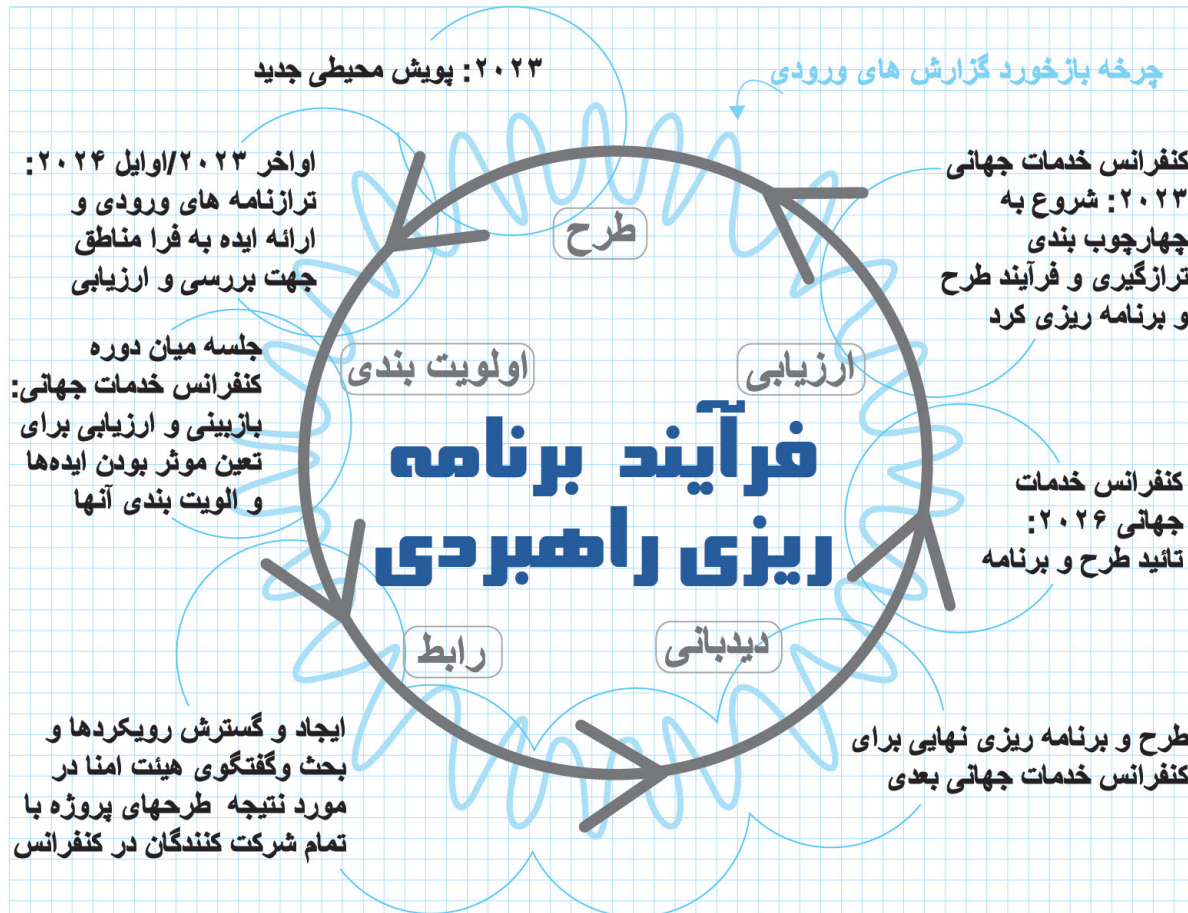 چرخه بازخورد گزارش های ورودی
۲۰۲۳: پویش محیطی جدید
کنفرانس خدمات جهانی
۲۰۲۳: شروع به
چهارچوب بندی
ترازگیری و فرآیند طرح
و برنامه ریزی کرد
اواخر ۲۰۲۳/اوایل ۲۰۲۴:
ترازنامه های ورودی و
ارائه ایده به فرا مناطق
جهت بررسی و ارزیابی
طرح
ارزیابی
اولویت بندی
جلسه میان دوره
کنفرانس خدمات جهانی:
بازبینی و ارزیابی برای
تعین موثر بودن ایده‌ها
و الویت بندی آنها
فرآیند برنامه
ریزی راهبردی
کنفرانس خدمات
جهانی ۲۰۲۶:
تائید طرح و برنامه
دیدبانی
رابط
طرح و برنامه ریزی نهایی برای
کنفرانس خدمات جهانی بعدی
ایجاد و گسترش رویکردها و
بحث وگفتگوی هیئت امنا در
مورد نتیجه طرحهای پروژه با
تمام شرکت کنندگان در کنفرانس